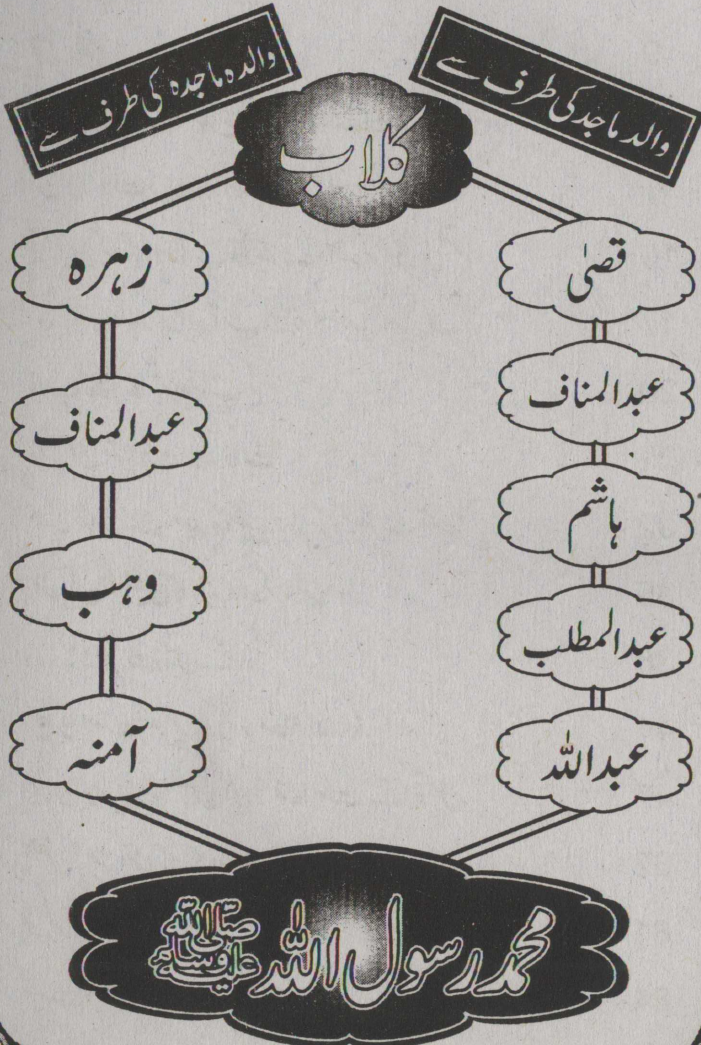 والد ماجد کی طرف سے
والدہ ماجدہ کی طرف سے
کلاب
قصیٰ
زہرہ
عبدالمناف
عبدالمناف
ہاشم
وہب
عبدالمطلب
آمنہ
عبداللہ
محمد رسول اللہ صلی اللہ علیہ وسلم